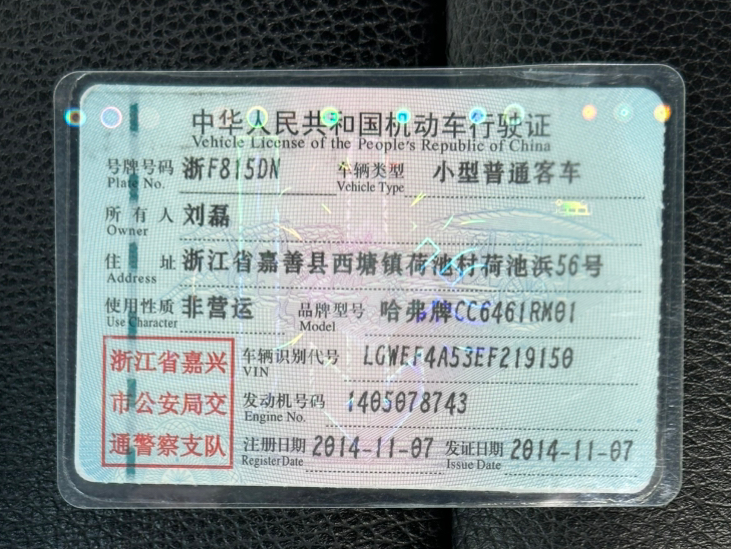 中华人民共和国机动车行驶证
Vehicle License of the People's Republic of China
号牌号码 浙F815DN 车辆类型 小型普通客车
Plate No. Vehicle Type
所有人 刘磊
Owner
住址 浙江省嘉善县西塘镇荷池村荷池浜56号
Address
使用性质 非营运 品牌型号 哈弗牌CC6461RM01
Use Character Model
浙江省嘉兴
市公安局交
通警察支队
车辆识别代号 LGWEF4A53EF219150
VIN
发动机号码 1405078743
Engine No.
注册日期 2014-11-07 发证日期 2014-11-07
Register Date Issue Date